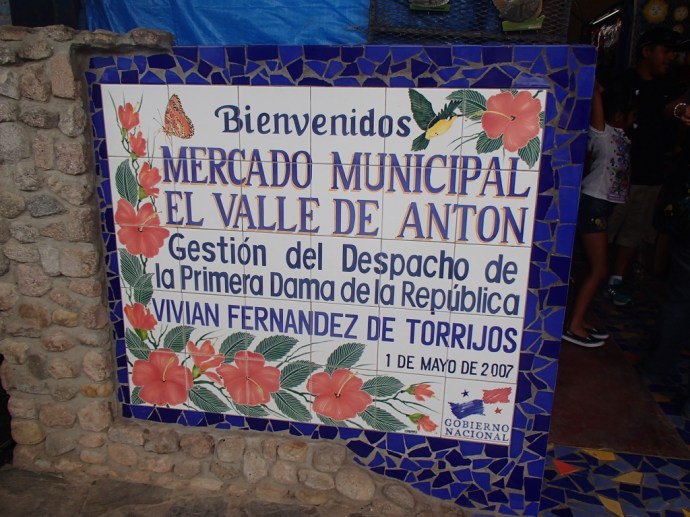 Bienvenidos
MERCADO MUNICIPAL
EL VALLE DE ANTON
Gestión del Despacho de
la Primera Dama de la República
VIVIAN FERNANDEZ DE TORRIJOS
1 DE MAYO DE 2007
GOBIERNO
NACIONAL